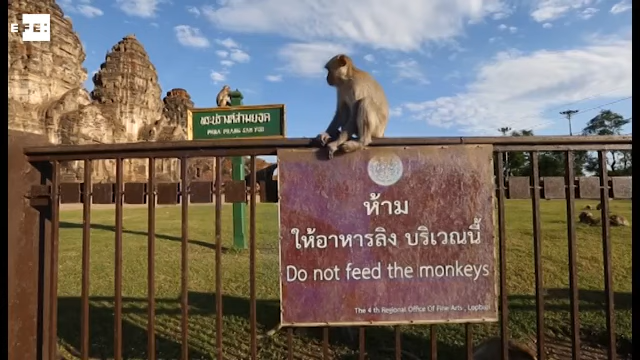 EFE:
พระปรางค์สามยอด
PHRA PRANG SAM YOD
ห้าม
ให้อาหารลิง บริเวณนี้
Do not feed the monkeys
The 4 th Regional Office Of Fine Arts , Lopburi